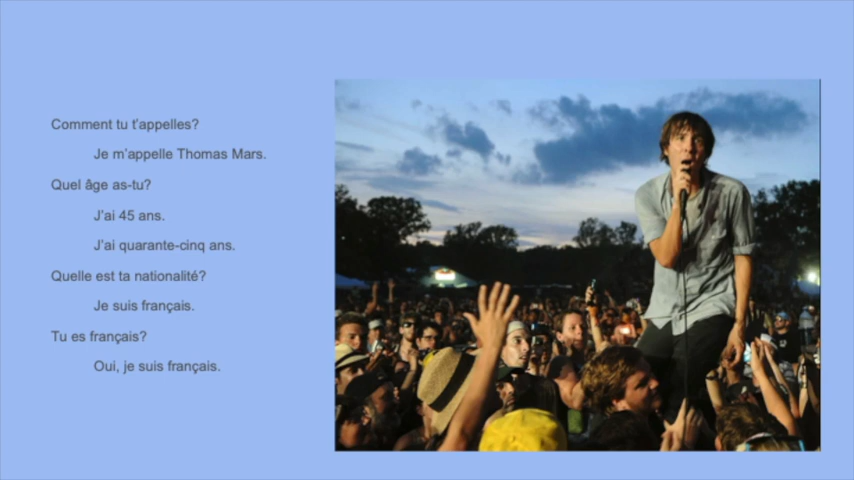 Comment tu t'appelles?
Je m'appelle Thomas Mars.
Quel âge as-tu?
J'ai 45 ans.
J'ai quarante-cinq ans.
Quelle est ta nationalité?
Je suis français.
Tu es français?
Oui, je suis français.